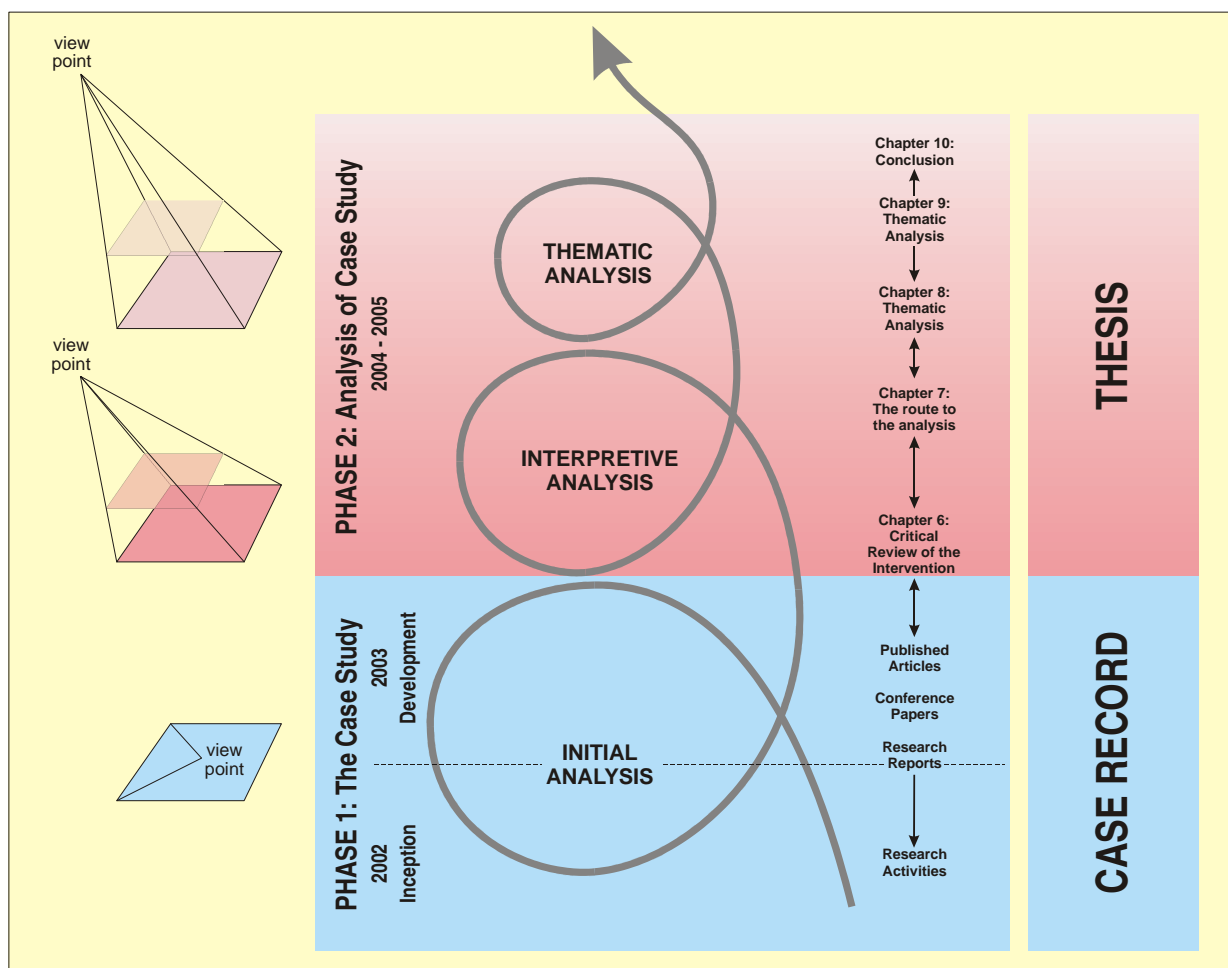 view
point
view
point
view
point
PHASE 2: Analysis of Case Study
2004 - 2005
PHASE 1: The Case Study
2003
Development
2002
Inception
THEMATIC
ANALYSIS
INTERPRETIVE
ANALYSIS
INITIAL
ANALYSIS
Chapter 10:
Conclusion
Chapter 9:
Thematic
Analysis
Chapter 8:
Thematic
Analysis
Chapter 7:
The route to
the analysis
Chapter 6:
Critical
Review of the
Intervention
Published
Articles
Conference
Papers
Research
Reports
Research
Activities
THESIS
CASE RECORD